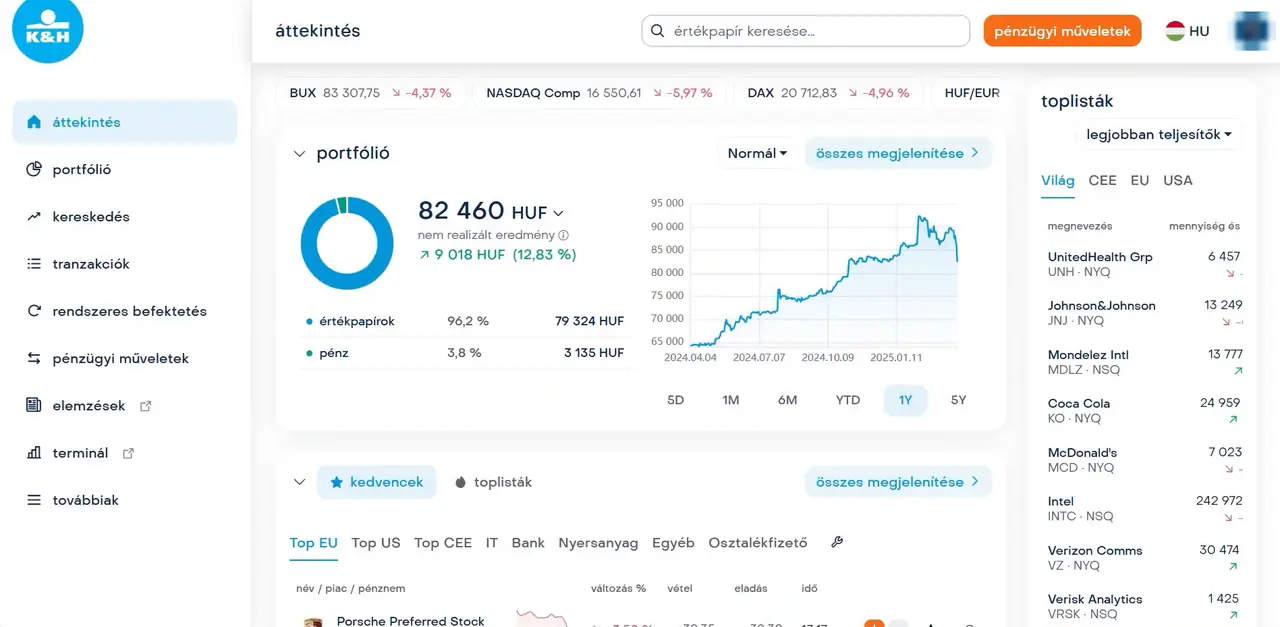 K&H
áttekintés
értékpapír keresése...
pénzügyi műveletek
HU
áttekintés
portfólió
kereskedés
tranzakciók
rendszeres befektetés
pénzügyi műveletek
elemzések
terminál
továbbiak
BUX 83 307,75 -4,37 %
NASDAQ Comp 16 550,61 -5,97 %
DAX 20 712,83 -4,96 %
HUF/EUR
portfólió
Normál
összes megjelenítése
82 460 HUF
nem realizált eredmény
9 018 HUF (12,83 %)
értékpapírok 96,2 % 79 324 HUF
pénz 3,8 % 3 135 HUF
95 000
90 000
85 000
80 000
75 000
70 000
65 000
2024.04.04 2024.07.07 2024.10.09 2025.01.11
5D 1M 6M YTD 1Y 5Y
kedvencek
toplisták
összes megjelenítése
Top EU Top US Top CEE IT Bank Nyersanyag Egyéb Osztalékfizető
név / piac / pénznem változás % vétel eladás idő
Porsche Preferred Stock
toplisták
legjobban teljesítők
Világ CEE EU USA
megnevezés mennyiség és
UnitedHealth Grp 6 457
UNH · NYQ
Johnson&Johnson 13 249
JNJ · NYQ
Mondelez Intl 13 777
MDLZ · NSQ
Coca Cola 24 959
KO · NYQ
McDonald's 7 023
MCD · NYQ
Intel 242 972
INTC · NSQ
Verizon Comms 30 474
VZ · NYQ
Verisk Analytics 1 425
VRSK · NSQ